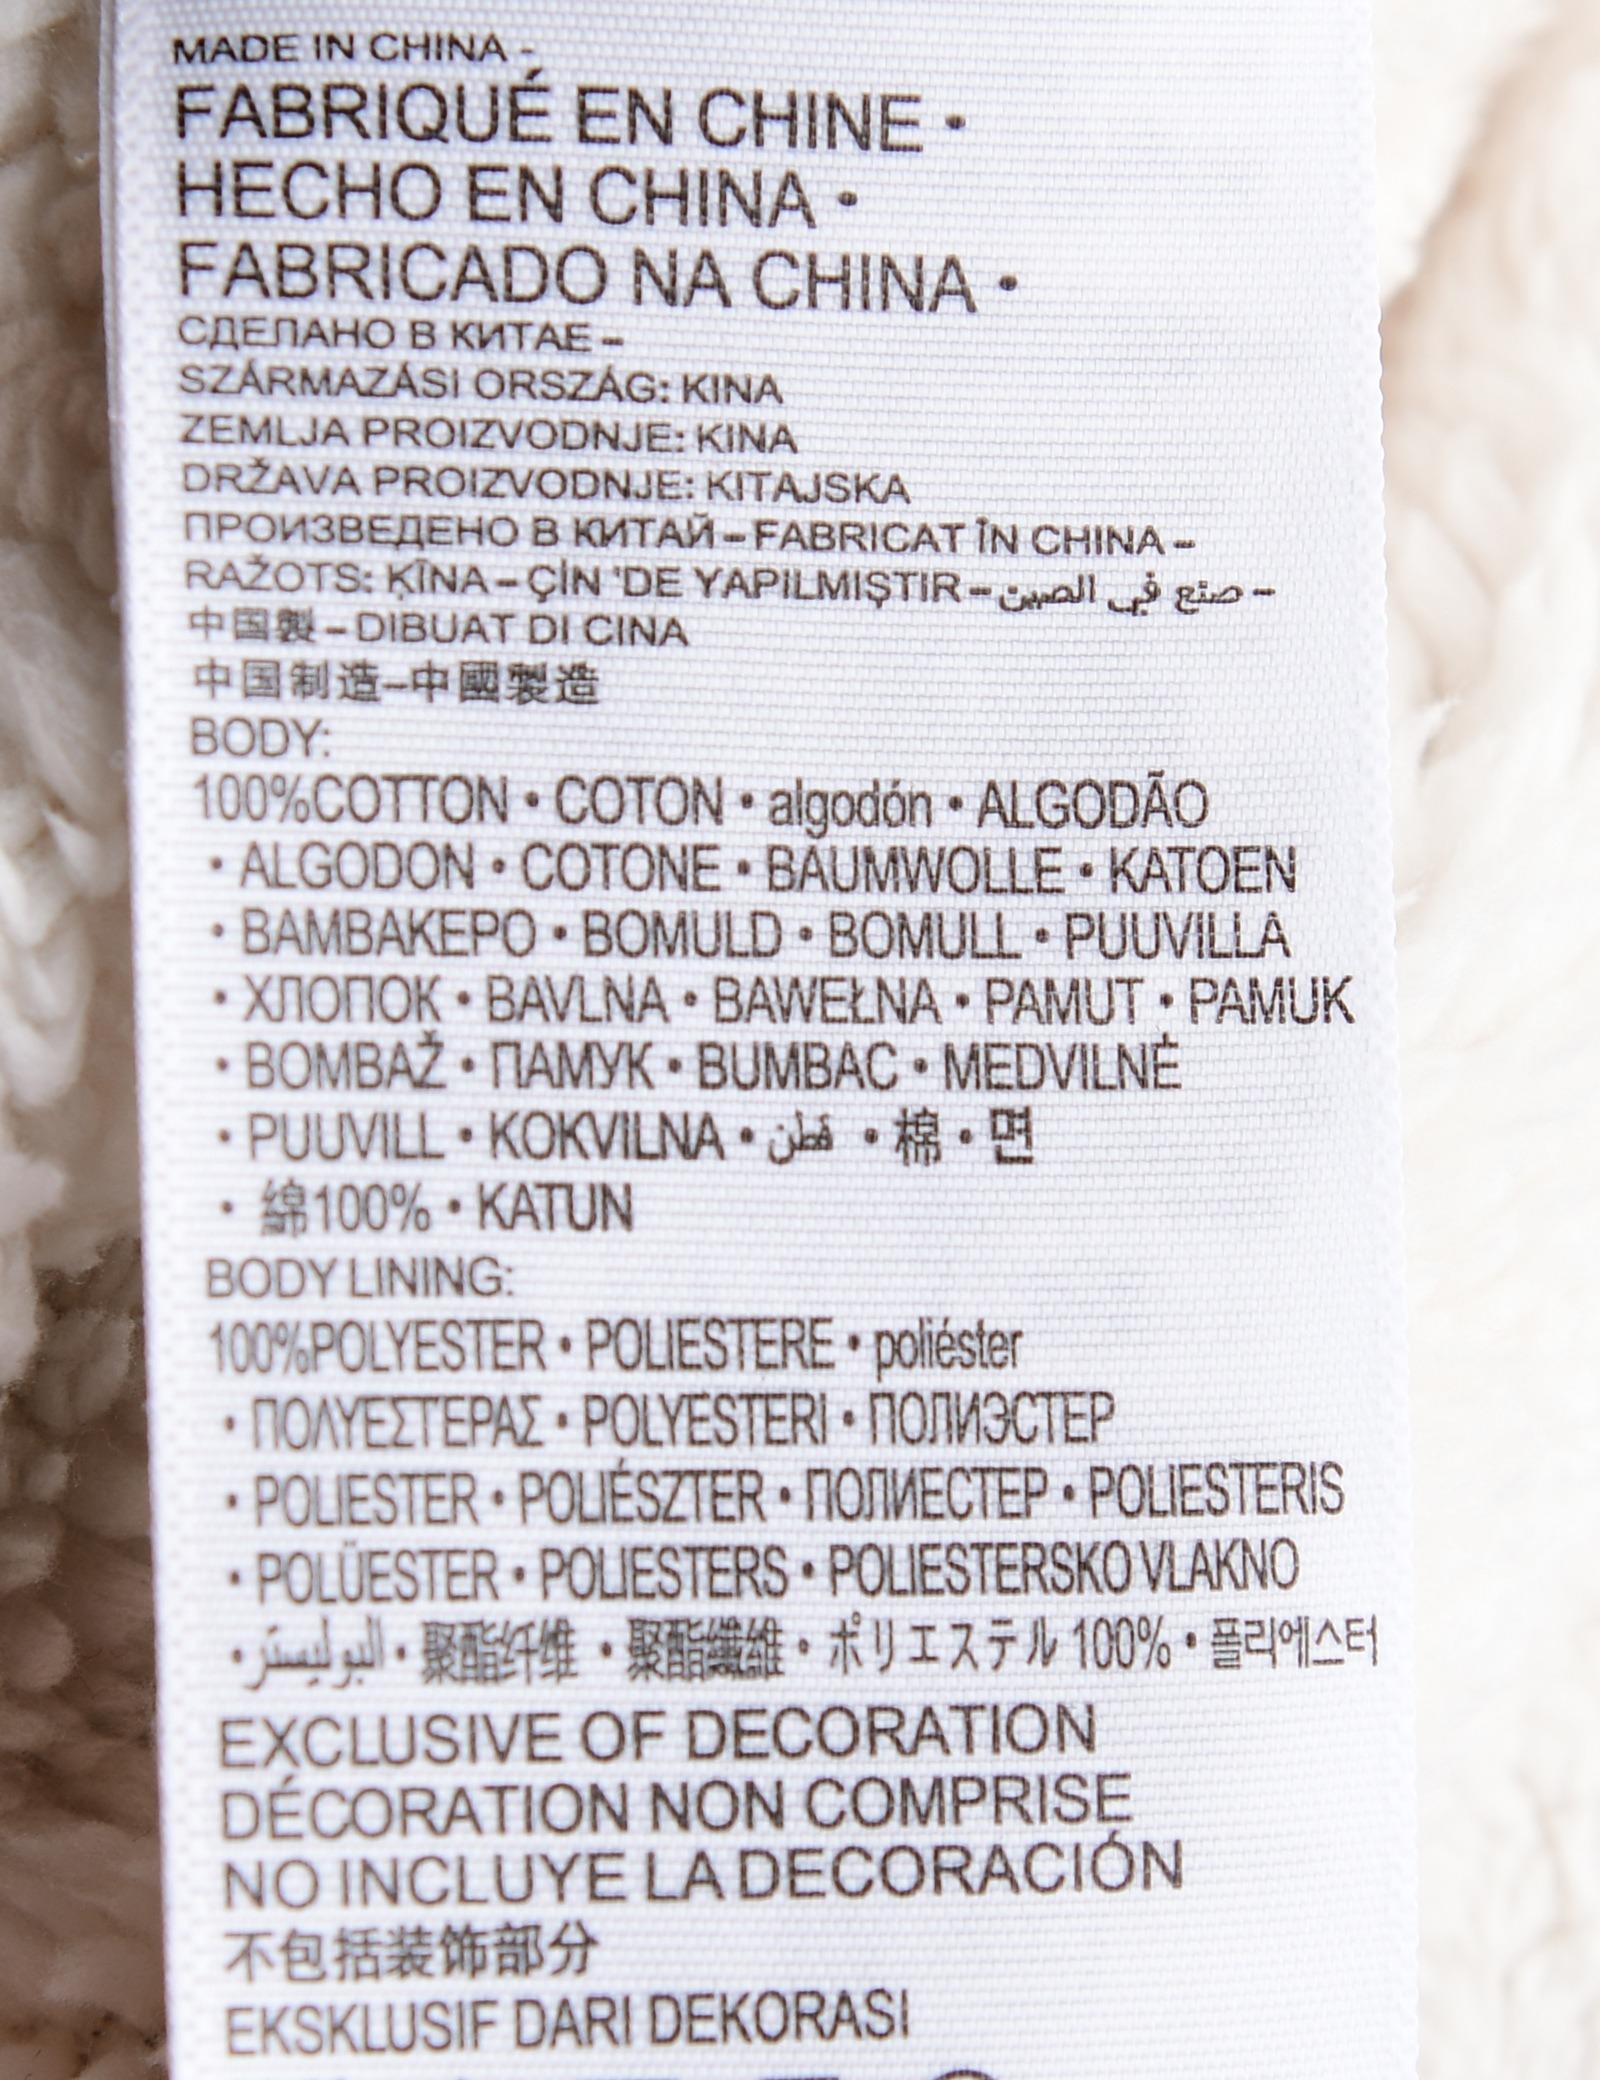 MADE IN CHINA -
FABRIQUÉ EN CHINE •
HECHO EN CHINA •
FABRICADO NA CHINA •
СДЕЛАНО В КИТАЕ –
SZÁRMAZÁSI ORSZÁG: KINA
ZEMLJA PROIZVODNJE: KINA
DRŽAVA PROIZVODNJE: KITAJSKA
ПРОИЗВЕДЕНО В КИТАЙ – FABRICAT ÎN CHINA –
RAŽOTS: ĶĪNA – ÇİN 'DE YAPILMIŞTIR – صنع في الصين –
中国製 – DIBUAT DI CINA
中国制造–中國製造
BODY:
100%COTTON • COTON • algodón • ALGODÃO
• ALGODON • COTONE • BAUMWOLLE • KATOEN
• ΒΑΜΒΑΚΕΡΟ • BOMULD • BOMULL • PUUVILLA
• ХЛОПОК • BAVLNA • BAWEŁNA • PAMUT • PAMUK
• BOMBAŽ • ПАМУК • BUMBAC • MEDVILNĖ
• PUUVILL • KOKVILNA • قطن • 棉 • 면
• 綿100% • KATUN
BODY LINING:
100%POLYESTER • POLIESTERE • poliéster
• ΠΟΛΥΕΣΤΕΡΑΣ • POLYESTERI • ПОЛИЭСТЕР
• POLIESTER • POLIÉSZTER • ПОЛИЕСТЕР • POLIESTERIS
• POLÜESTER • POLIESTERS • POLIESTERSKO VLAKNO
• البوليستر • 聚酯纤维 • 聚酯纖維 • ポリエステル 100% • 폴리에스터
EXCLUSIVE OF DECORATION
DÉCORATION NON COMPRISE
NO INCLUYE LA DECORACIÓN
不包括装饰部分
EKSKLUSIF DARI DEKORASI